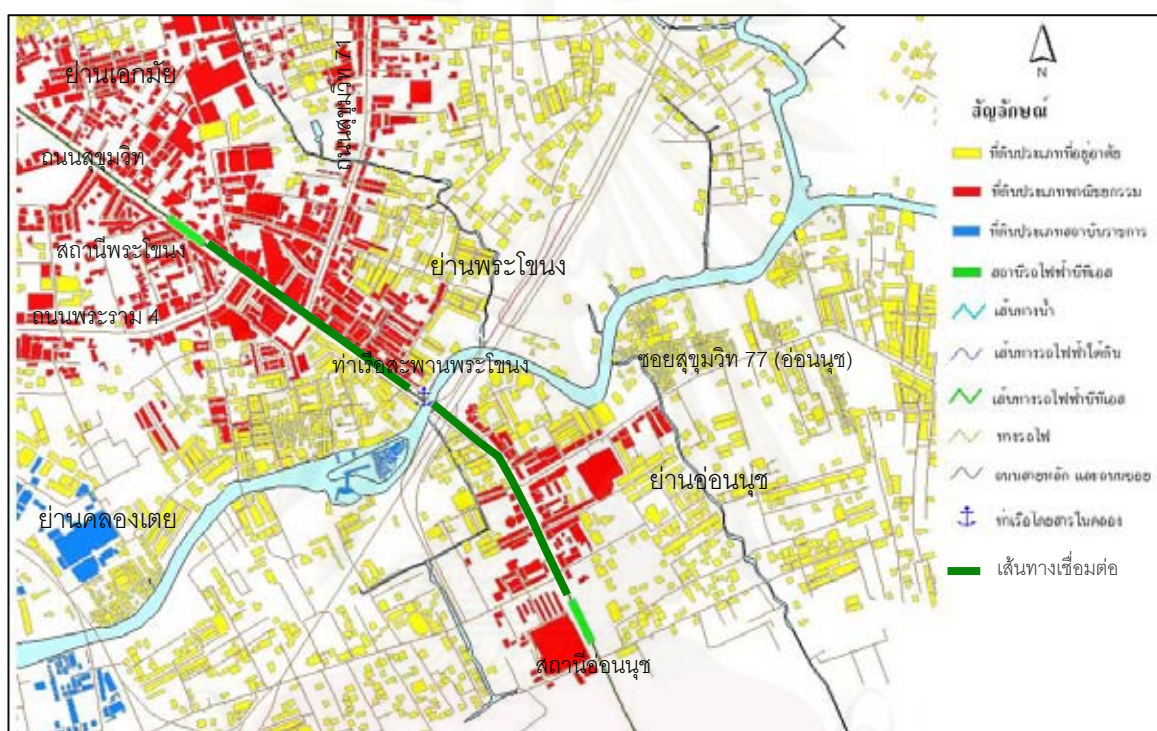 ย่านเอกมัย
ถนนสุขุมวิท 71
ถนนสุขุมวิท
สถานีพระโขนง
ย่านพระโขนง
ถนนพระราม 4
ท่าเรือสะพานพระโขนง
ซอยสุขุมวิท 77 (อ่อนนุช)
ย่านอ่อนนุช
ย่านคลองเตย
สถานีอ่อนนุช
N
สัญลักษณ์
ที่ดินประเภทที่อยู่อาศัย
ที่ดินประเภทพาณิชยกรรม
ที่ดินประเภทสถาบันราชการ
สถานีรถไฟฟ้าบีทีเอส
เส้นทางน้ำ
เส้นทางรถไฟฟ้าใต้ดิน
เส้นทางรถไฟฟ้าบีทีเอส
ทางรถไฟ
ถนนสายหลัก และถนนซอย
ท่าเรือโดยสารในคลอง
เส้นทางเชื่อมต่อ